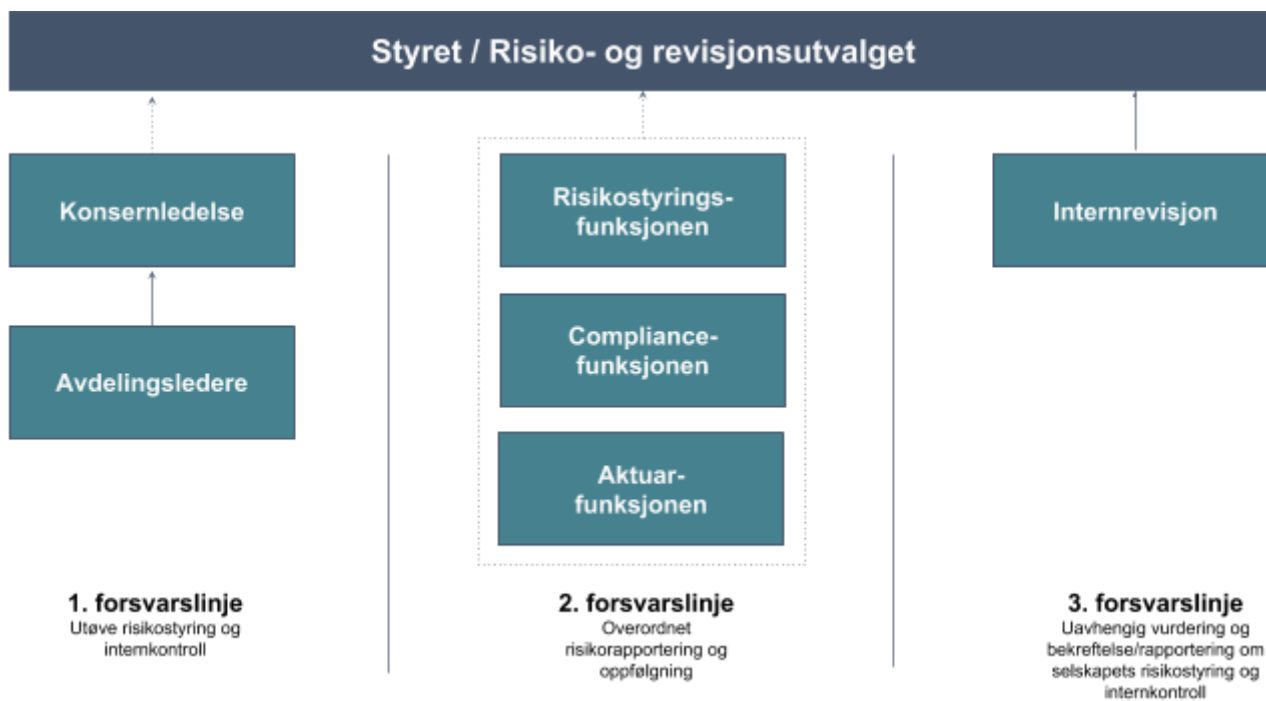 Styret / Risiko- og revisjonsutvalget
Konsernledelse
Avdelingsledere
Risikostyrings-
funksjonen
Compliance-
funksjonen
Aktuar-
funksjonen
Internrevisjon
1. forsvarslinje
Utøve risikostyring og
internkontroll
2. forsvarslinje
Overordnet
risikorapportering og
oppfølgning
3. forsvarslinje
Uavhengig vurdering og
bekreftelse/rapportering om
selskapets risikostyring og
internkontroll